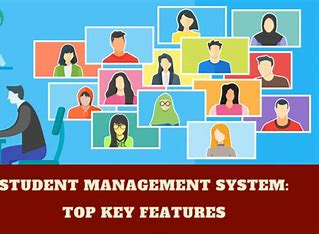 STUDENT MANAGEMENT SYSTEM:
TOP KEY FEATURES